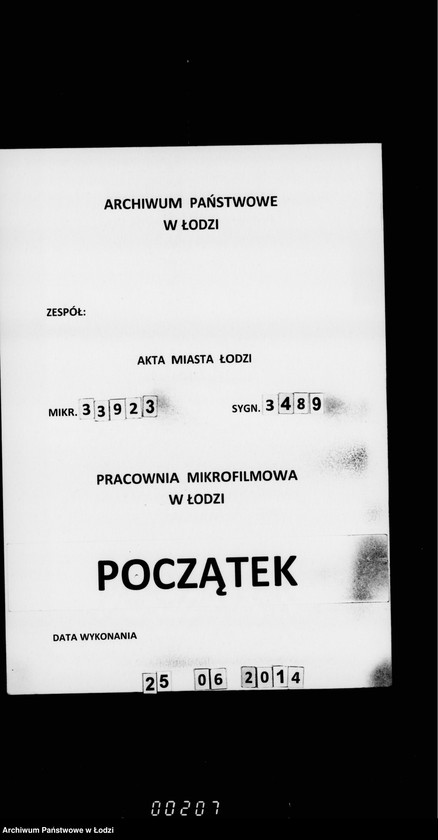 ARCHIWUM PAŃSTWOWE
W ŁODZI
ZESPÓŁ:
AKTA MIASTA ŁODZI
MIKR. 33923 SYGN. 3489
PRACOWNIA MIKROFILMOWA
W ŁODZI
POCZĄTEK
DATA WYKONANIA
25 06 2014
00207
Archiwum Państwowe w Łodzi